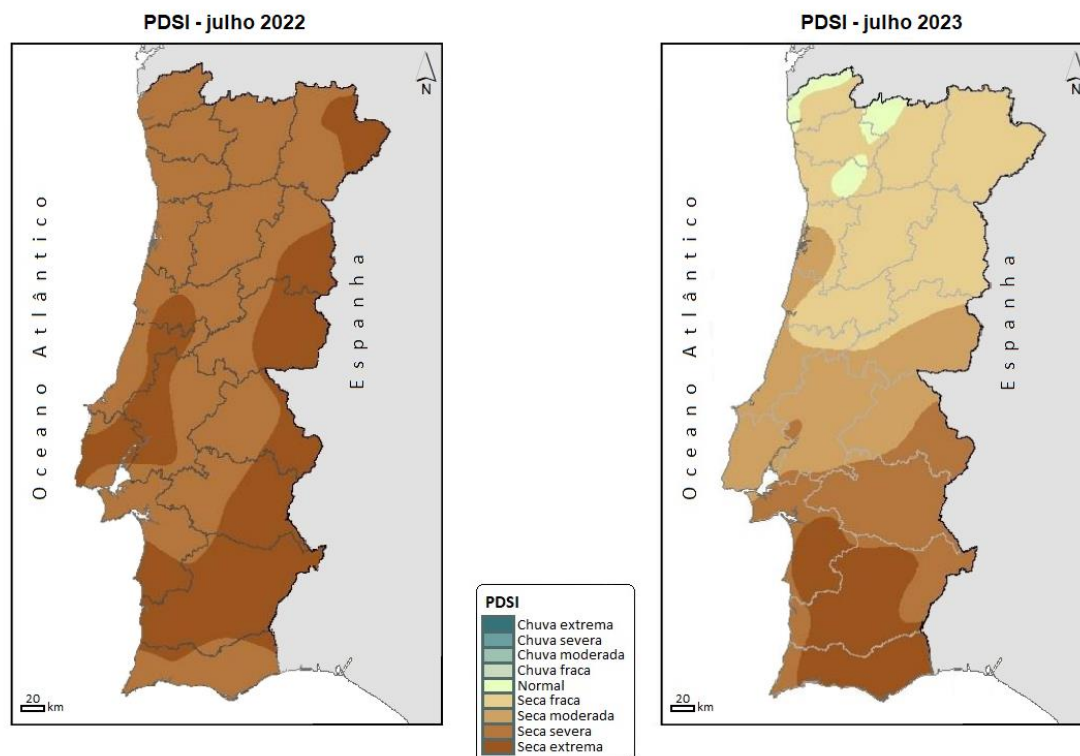 PDSI - julho 2022
N
Oceano Atlântico
Espanha
20
km
PDSI - julho 2023
N
Oceano Atlântico
Espanha
20
km
PDSI
Chuva extrema
Chuva severa
Chuva moderada
Chuva fraca
Normal
Seca fraca
Seca moderada
Seca severa
Seca extrema